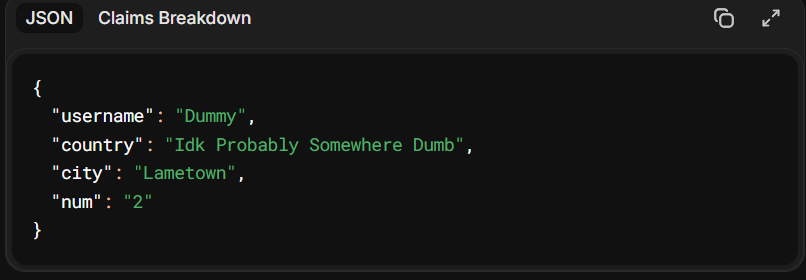 JSON Claims Breakdown
{
  "username": "Dummy",
  "country": "Idk Probably Somewhere Dumb",
  "city": "Lametown",
  "num": "2"
}